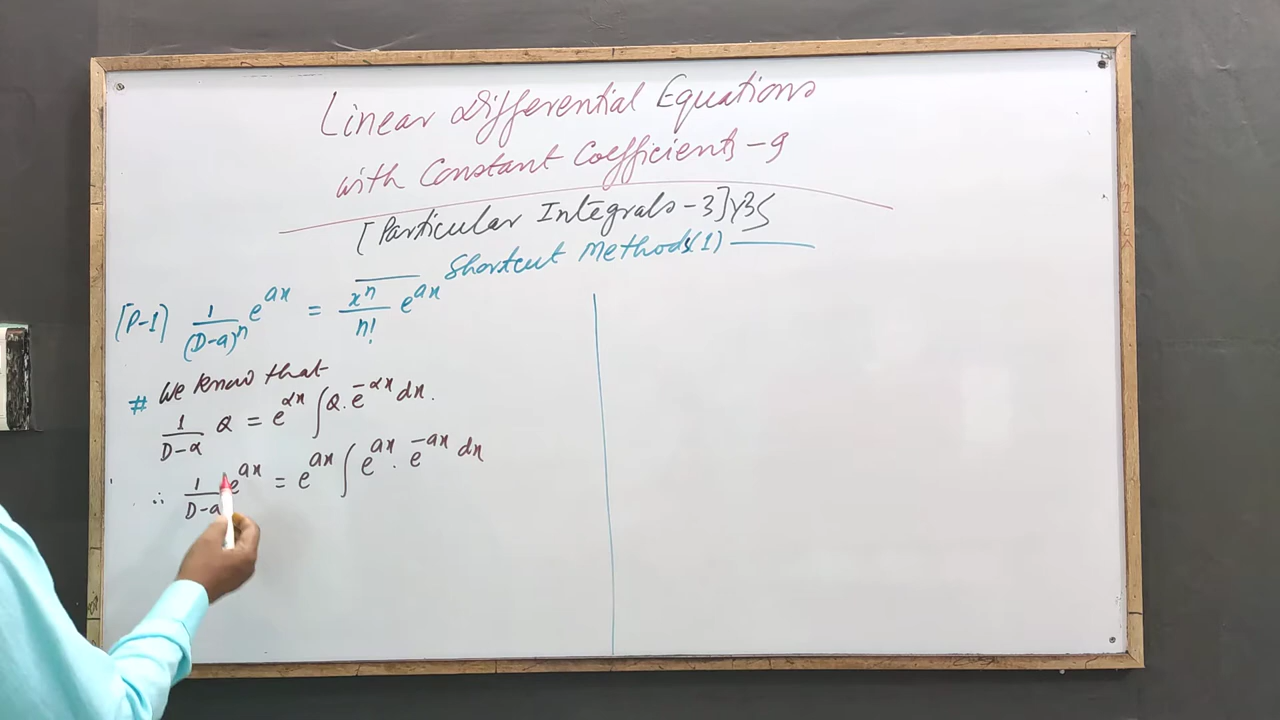 Linear Differential Equations
with Constant Coefficients - 9
[Particular Integrals - 3] YBS
Shortcut Methods (1)
[P-1] 1/(D-a)^n e^{ax} = x^n/n! e^{ax}
# We know that
1/(D-α) Q = e^{αx} ∫ Q. e^{-αx} dx.
∴ 1/(D-a) e^{ax} = e^{ax} ∫ e^{ax}. e^{-ax} dx